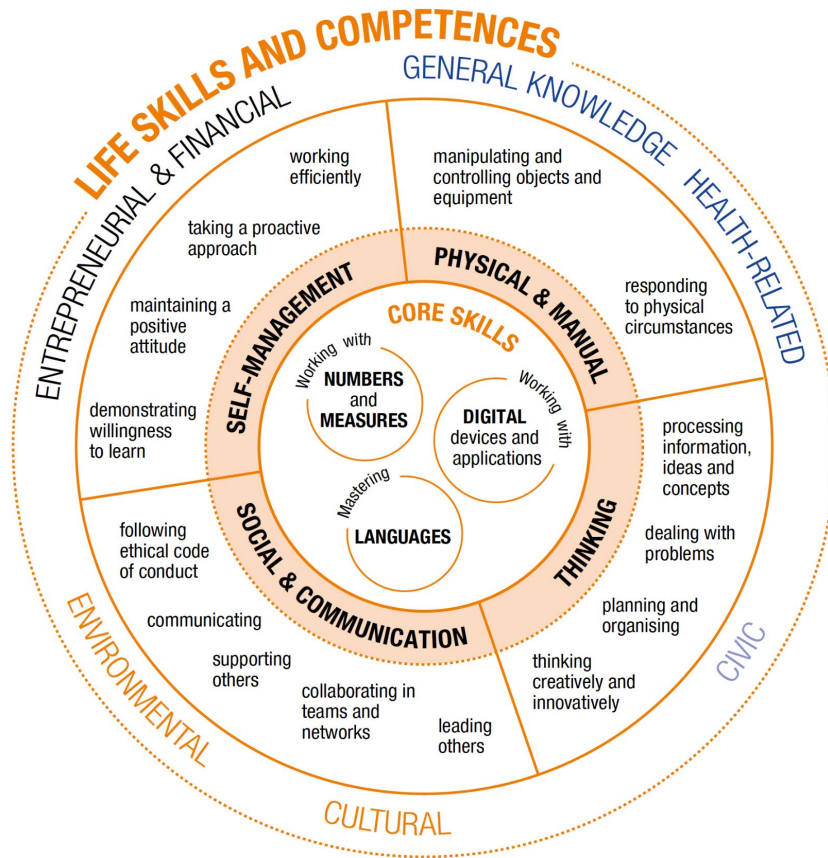 LIFE SKILLS AND COMPETENCES
ENTREPRENEURIAL & FINANCIAL
GENERAL KNOWLEDGE
HEALTH-RELATED
CIVIC
CULTURAL
ENVIRONMENTAL
SELF-MANAGEMENT
working
efficiently
taking a proactive
approach
maintaining a
positive
attitude
demonstrating
willingness
to learn
PHYSICAL & MANUAL
manipulating and
controlling objects and
equipment
responding
to physical
circumstances
THINKING
processing
information,
ideas and
concepts
dealing with
problems
planning and
organising
thinking
creatively and
innovatively
SOCIAL & COMMUNICATION
following
ethical code
of conduct
communicating
supporting
others
collaborating in
teams and
networks
leading
others
CORE SKILLS
Working with
NUMBERS
and
MEASURES
Working with
DIGITAL
devices and
applications
Mastering
LANGUAGES